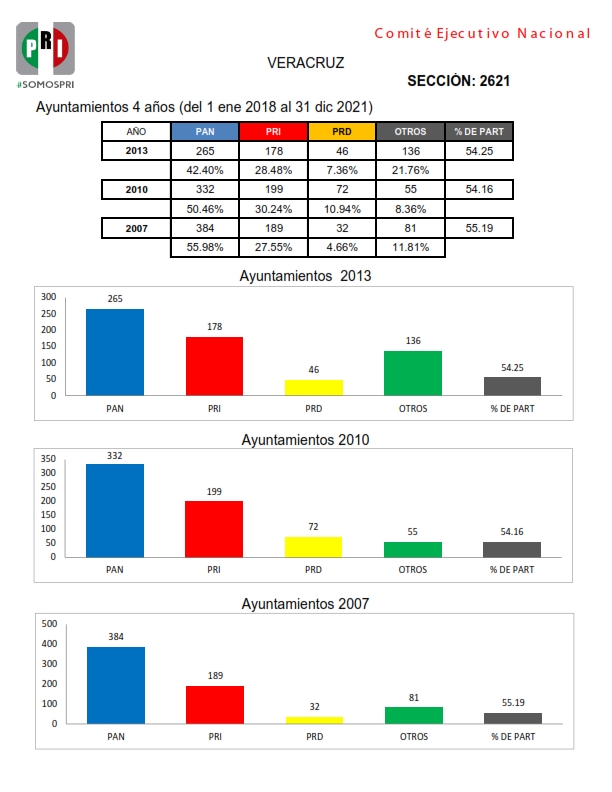 Comité Ejecutivo Nacional
PRI
#SOMOSPRI
VERACRUZ
SECCIÓN: 2621
Ayuntamientos 4 años (del 1 ene 2018 al 31 dic 2021)
AÑO PAN PRI PRD OTROS % DE PART
2013 265 178 46 136 54.25
42.40% 28.48% 7.36% 21.76%
2010 332 199 72 55 54.16
50.46% 30.24% 10.94% 8.36%
2007 384 189 32 81 55.19
55.98% 27.55% 4.66% 11.81%
Ayuntamientos 2013
300
250
200
150
100
50
0
265 178 46 136 54.25
PAN PRI PRD OTROS % DE PART
Ayuntamientos 2010
350
300
250
200
150
100
50
0
332 199 72 55 54.16
PAN PRI PRD OTROS % DE PART
Ayuntamientos 2007
500
400
300
200
100
0
384 189 32 81 55.19
PAN PRI PRD OTROS % DE PART